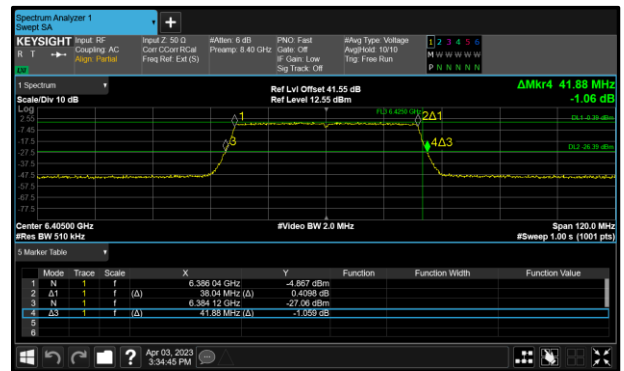 Spectrum Analyzer 1
Swept SA
KEYSIGHT Input: RF Input Z: 50 Ω #Atten: 6 dB PNO: Fast #Avg Type: Voltage 1 2 3 4 5 6
R T Coupling: AC Corr CCorr RCal Preamp: 8.40 GHz Gate: Off Avg|Hold: 10/10 M W W W W W
Align: Partial Freq Ref: Ext (S) IF Gain: Low Trig: Free Run
Sig Track: Off P N N N N N
1 Spectrum Ref Lvl Offset 41.55 dB ΔMkr4 41.88 MHz
Scale/Div 10 dB Ref Level 12.55 dBm -1.06 dB
Log
2.55 1 2Δ1 DL1 -0.39 dBm
-7.45
-17.5 3 4Δ3 DL2 -26.39 dBm
-27.5
-37.5
-47.5
-57.5
-67.5
-77.5
Center 6.40500 GHz #Video BW 2.0 MHz Span 120.0 MHz
#Res BW 510 kHz #Sweep 1.00 s (1001 pts)
5 Marker Table
Mode Trace Scale X Y Function Function Width Function Value
1 N 1 f 6.386 04 GHz -4.867 dBm
2 Δ1 1 f (Δ) 38.04 MHz (Δ) 0.4098 dB
3 N 1 f 6.384 12 GHz -27.06 dBm
4 Δ3 1 f (Δ) 41.88 MHz (Δ) -1.059 dB
5
6
? Apr 03, 2023
3:34:45 PM